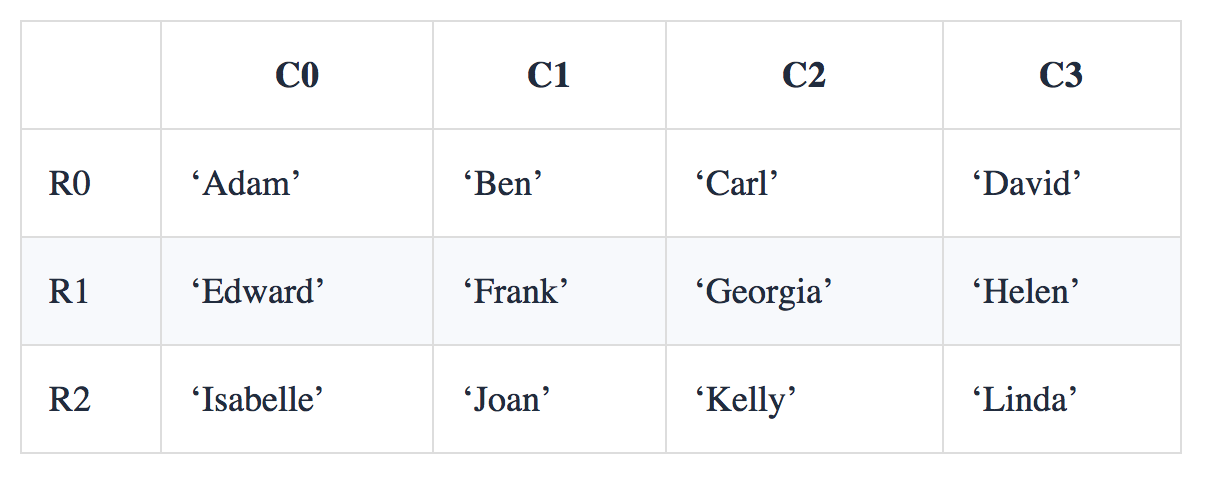 C0 C1 C2 C3
R0 ‘Adam’ ‘Ben’ ‘Carl’ ‘David’
R1 ‘Edward’ ‘Frank’ ‘Georgia’ ‘Helen’
R2 ‘Isabelle’ ‘Joan’ ‘Kelly’ ‘Linda’